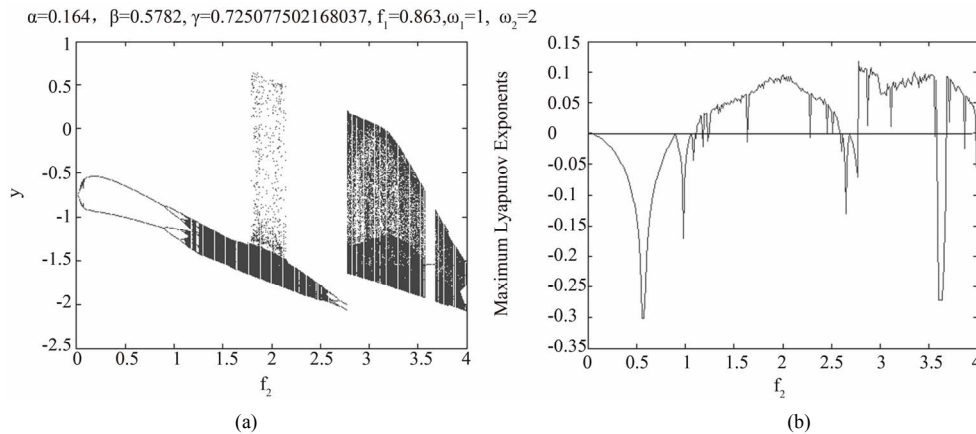 α=0.164, β=0.5782, γ=0.725077502168037, f₁=0.863,ω₁=1, ω₂=2
1
0.5
0
-0.5
-1
-1.5
-2
-2.5
y
0 0.5 1 1.5 2 2.5 3 3.5 4
f₂
(a)
Maximum Lyapunov Exponents
0.15
0.1
0.05
0
-0.05
-0.1
-0.15
-0.2
-0.25
-0.3
-0.35
0 0.5 1 1.5 2 2.5 3 3.5 4
f₂
(b)